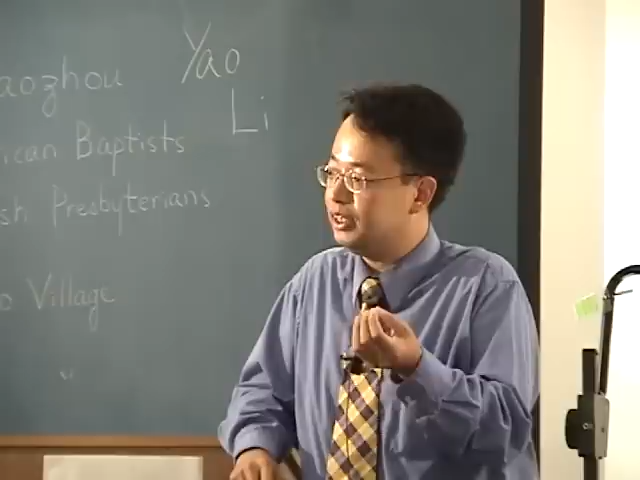 aozhou
Yao
Li
ican Baptists
sh Presbyterians
o Village